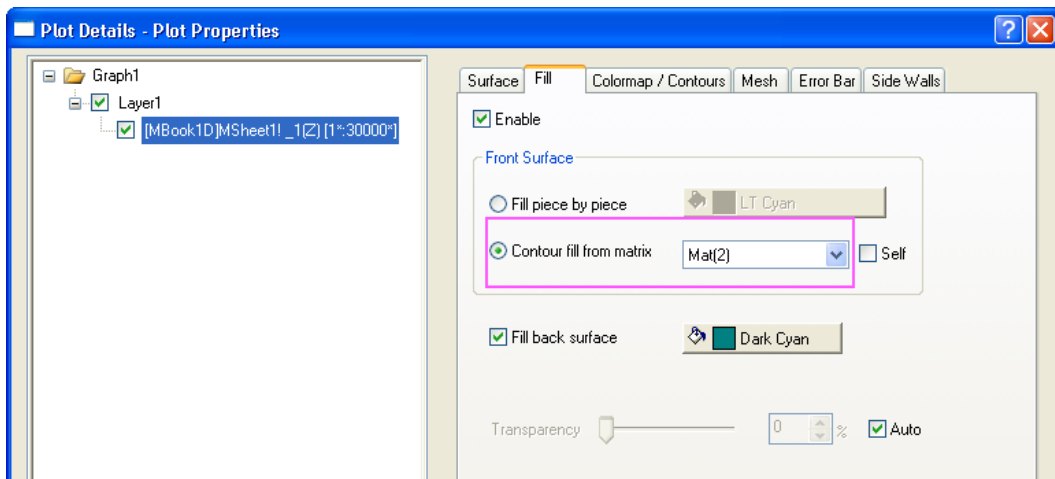 Plot Details - Plot Properties
Graph1
Layer1
[MBook1D]MSheet1! _1(Z) [1*:30000*]
Surface Fill Colormap / Contours Mesh Error Bar Side Walls
Enable
Front Surface
Fill piece by piece LT Cyan
Contour fill from matrix Mat(2) Self
Fill back surface Dark Cyan
Transparency 0 % Auto